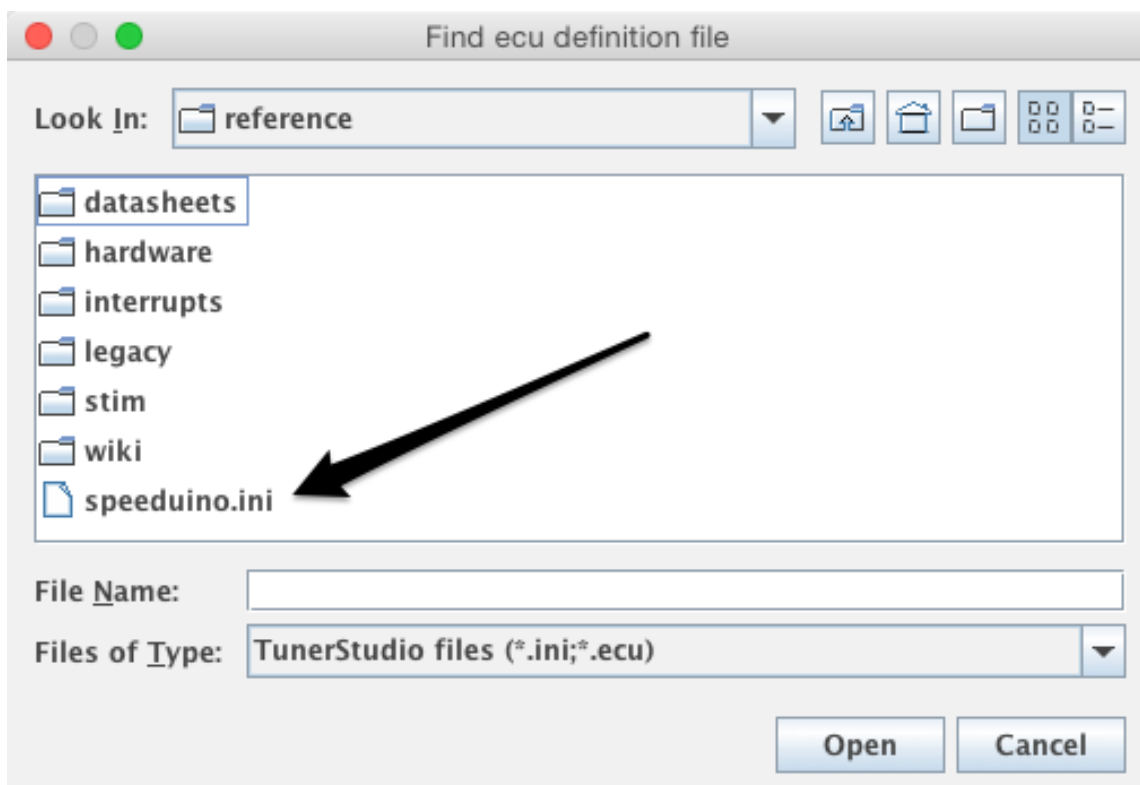 Find ecu definition file
Look In: reference
datasheets
hardware
interrupts
legacy
stim
wiki
speeduino.ini
File Name:
Files of Type: TunerStudio files (*.ini;*.ecu)
Open Cancel